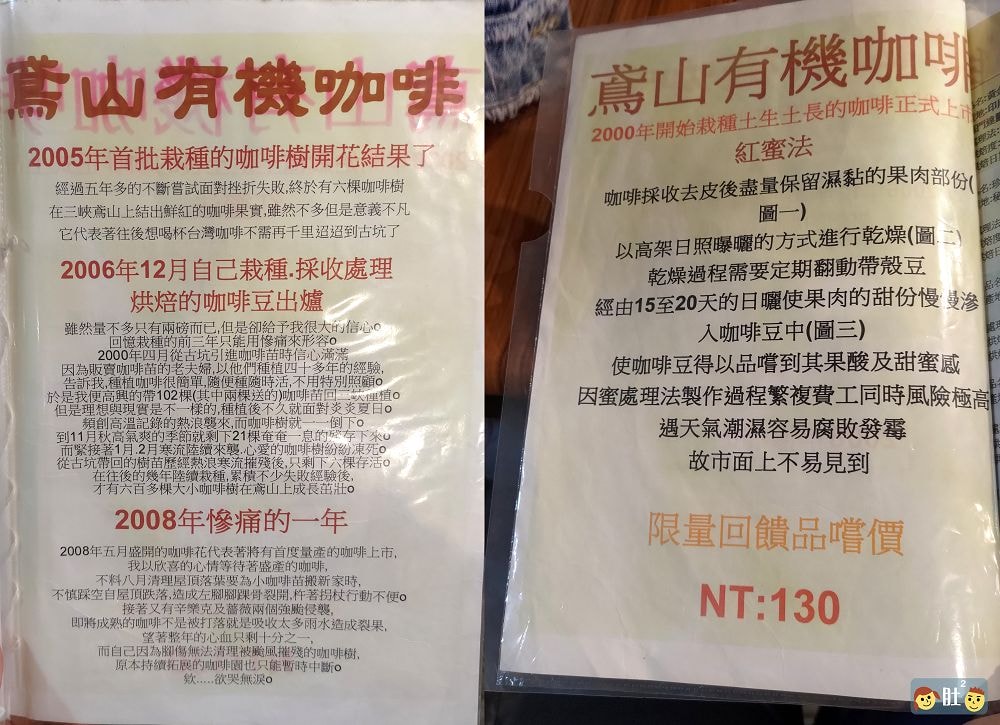 鳶山有機咖啡
2005年首批栽種的咖啡樹開花結果了
經過五年多的不斷嘗試面對挫折失敗,終於有六棵咖啡樹
在三峽鳶山上結出鮮紅的咖啡果實,雖然不多但是意義不凡
它代表著往後想喝杯台灣咖啡不需再千里迢迢到古坑了
2006年12月自己栽種.採收處理
烘焙的咖啡豆出爐
雖然量不多只有兩磅而已,但是卻給予我很大的信心。
回憶栽種的前三年只能用慘痛來形容。
2000年四月從古坑引進咖啡苗時信心滿滿
因為販賣咖啡苗的老夫婦,以他們種植四十多年的經驗,
告訴我,種植咖啡很簡單,隨便種隨時活,不用特別照顧。
於是我便高興的帶102棵(其中兩棵送的)咖啡苗回三峽種植。
但是理想與現實是不一樣的,種植後不久就面對炎炎夏日。
頻創高溫記錄的熱浪襲來,而咖啡樹就一一倒下。
到11月秋高氣爽的季節就剩下21棵奄奄一息的殘存下來。
而緊接著1月.2月寒流陸續來襲.心愛的咖啡樹紛紛凍死。
從古坑帶回的樹苗歷經熱浪寒流摧殘後,只剩下六棵存活。
在往後的幾年陸續栽種,累積不少失敗經驗後,
才有六百多棵大小咖啡樹在鳶山上成長茁壯。
2008年慘痛的一年
2008年五月盛開的咖啡花代表著將有首度量產的咖啡上市,
我以欣喜的心情等待著盛產的咖啡,
不料八月清理屋頂落葉要為小咖啡苗搬新家時,
不慎踩空自屋頂跌落,造成左腳腳踝骨裂開,杵著拐杖行動不便。
接著又有辛樂克及薔薇兩個強颱侵襲,
即將成熟的咖啡不是被打落就是吸收太多雨水造成裂果,
望著整年的心血只剩十分之一,
而自己因為腳傷無法清理被颱風摧殘的咖啡樹,
原本持續拓展的咖啡園也只能暫時中斷。
欸.....欲哭無淚。
鳶山有機咖啡
2000年開始栽種土生土長的咖啡正式上市
紅蜜法
咖啡採收去皮後盡量保留濕黏的果肉部份(
圖一)
以高架日照曝曬的方式進行乾燥(圖二)
乾燥過程需要定期翻動帶殼豆
經由15至20天的日曬使果肉的甜份慢慢滲
入咖啡豆中(圖三)
使咖啡豆得以品嚐到其果酸及甜蜜感
因蜜處理法製作過程繁複費工同時風險極高
遇天氣潮濕容易腐敗發霉
故市面上不易見到
限量回饋品嚐價
NT:130
肚2